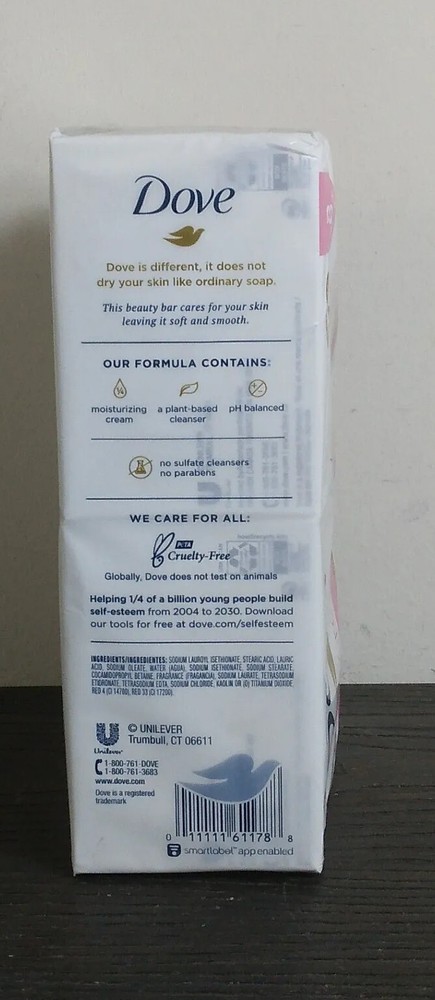 Dove
Dove is different, it does not
dry your skin like ordinary soap.
This beauty bar cares for your skin
leaving it soft and smooth.
OUR FORMULA CONTAINS:
1/4
moisturizing
cream
a plant-based
cleanser
pH balanced
no sulfate cleansers
no parabens
WE CARE FOR ALL:
PETA
Cruelty-Free
Globally, Dove does not test on animals
Helping 1/4 of a billion young people build
self-esteem from 2004 to 2030. Download
our tools for free at dove.com/selfesteem
INGREDIENTS/INGREDIENTES: SODIUM LAUROYL ISETHIONATE, STEARIC ACID, LAURIC
ACID, SODIUM OLEATE, WATER (AQUA), SODIUM ISETHIONATE, SODIUM STEARATE,
COCAMIDOPROPYL BETAINE, FRAGRANCE (FRAGANCIA), SODIUM LAURATE, TETRASODIUM
ETIDRONATE, TETRASODIUM EDTA, SODIUM CHLORIDE, KAOLIN OR (O) TITANIUM DIOXIDE,
RED 4 (CI 14700), RED 33 (CI 17200).
Unilever
© UNILEVER
Trumbull, CT 06611
1-800-761-DOVE
1-800-761-3683
www.dove.com
Dove is a registered
trademark
0 11111 61178 8
smartlabel™ app enabled